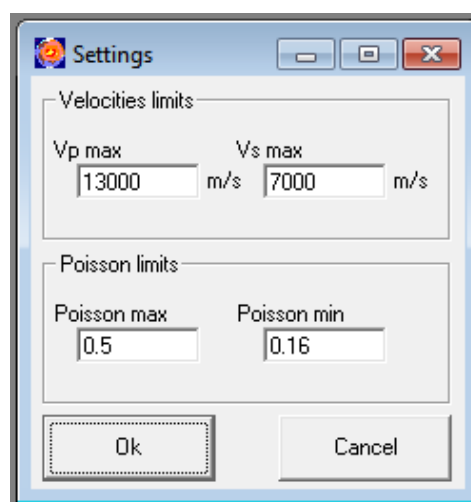 Settings
Velocities limits
Vp max Vs max
13000 m/s 7000 m/s
Poisson limits
Poisson max Poisson min
0.5 0.16
Ok Cancel